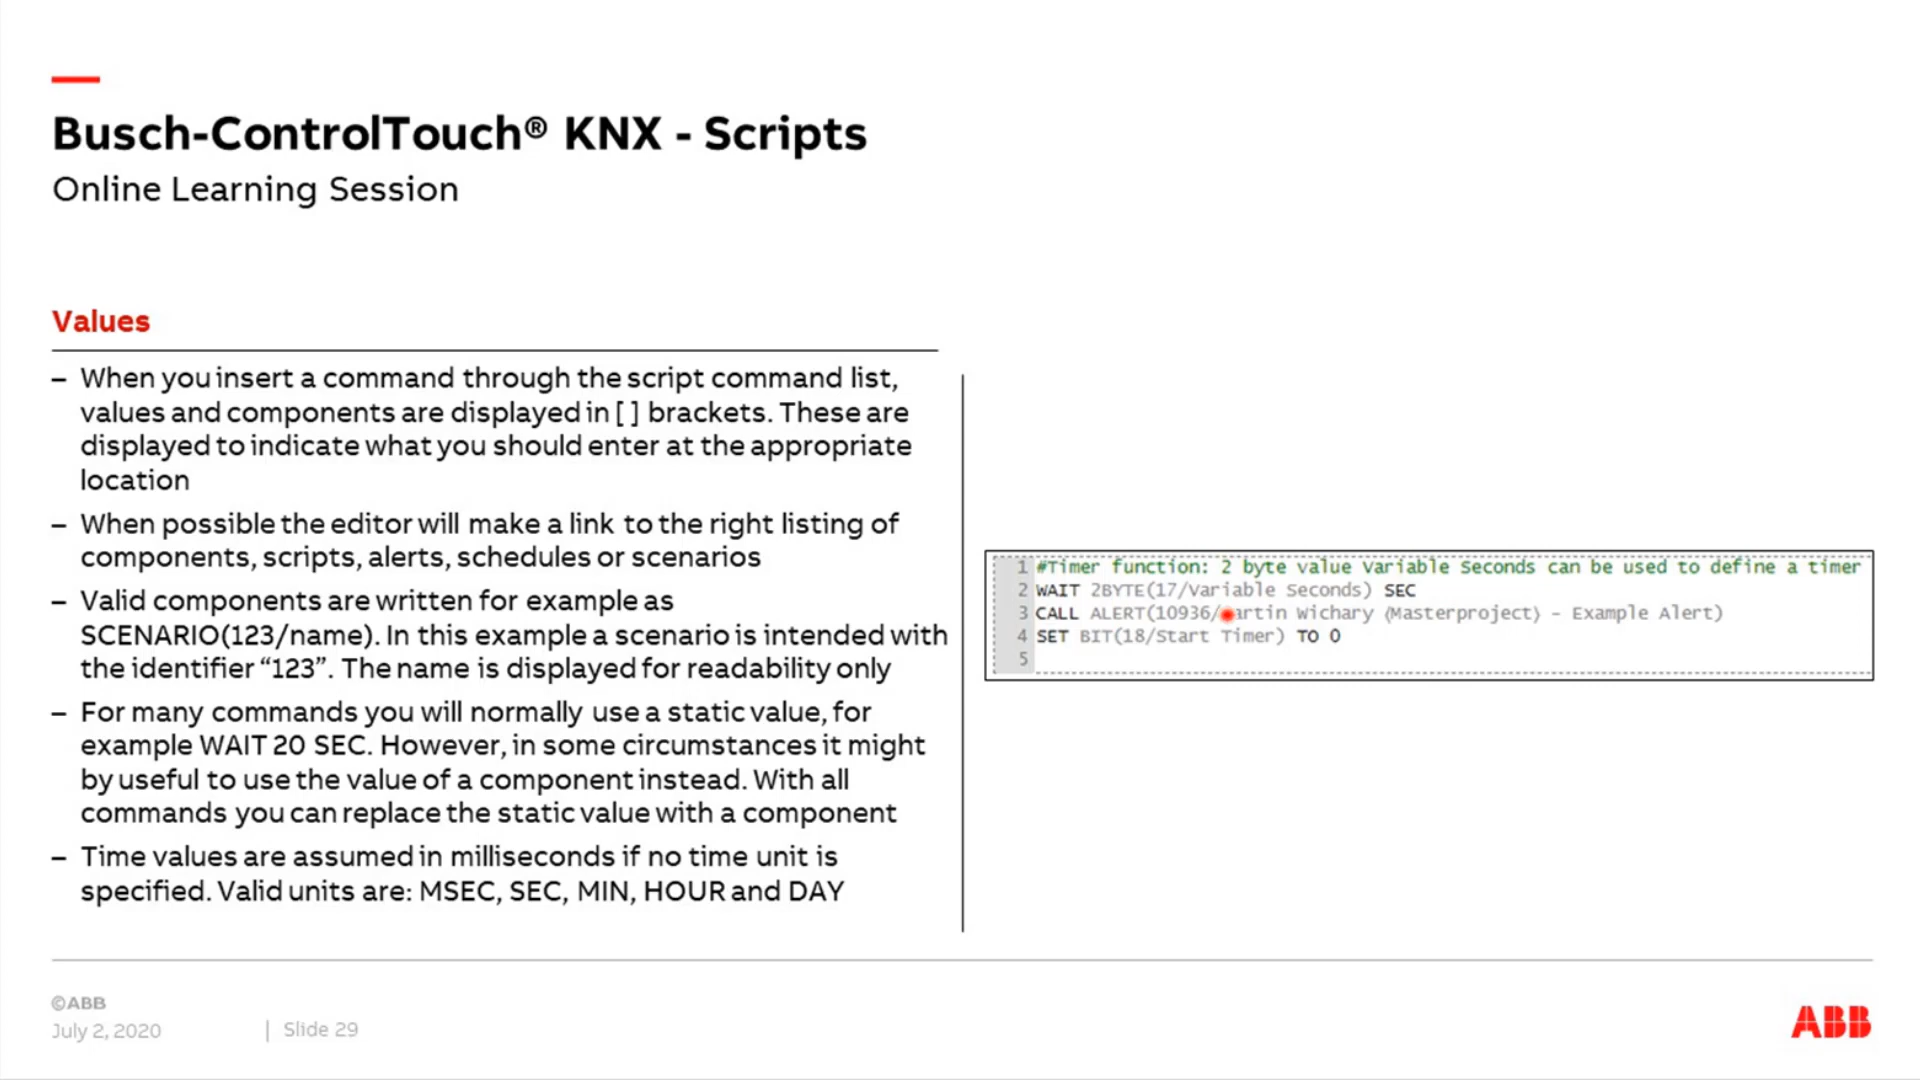 Busch-ControlTouch® KNX - Scripts
Online Learning Session
Values
– When you insert a command through the script command list,
values and components are displayed in [ ] brackets. These are
displayed to indicate what you should enter at the appropriate
location
– When possible the editor will make a link to the right listing of
components, scripts, alerts, schedules or scenarios
– Valid components are written for example as
SCENARIO(123/name). In this example a scenario is intended with
the identifier “123”. The name is displayed for readability only
– For many commands you will normally use a static value, for
example WAIT 20 SEC. However, in some circumstances it might
by useful to use the value of a component instead. With all
commands you can replace the static value with a component
– Time values are assumed in milliseconds if no time unit is
specified. Valid units are: MSEC, SEC, MIN, HOUR and DAY
1 #Timer function: 2 byte value Variable Seconds can be used to define a timer
2 WAIT 2BYTE(17/Variable Seconds) SEC
3 CALL ALERT(10936/ artin Wichary (Masterproject) - Example Alert)
4 SET BIT(18/Start Timer) TO 0
5
©ABB
July 2, 2020 | Slide 29
ABB